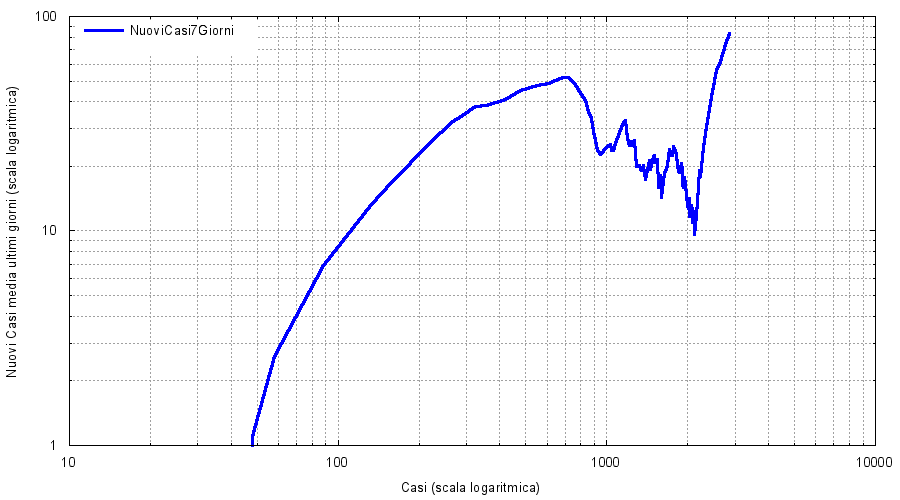 100
NuoviCasi7Giorni
Nuovi Casi media ultimi giorni (scala logaritmica)
10
1
10
100
1000
10000
Casi (scala logaritmica)